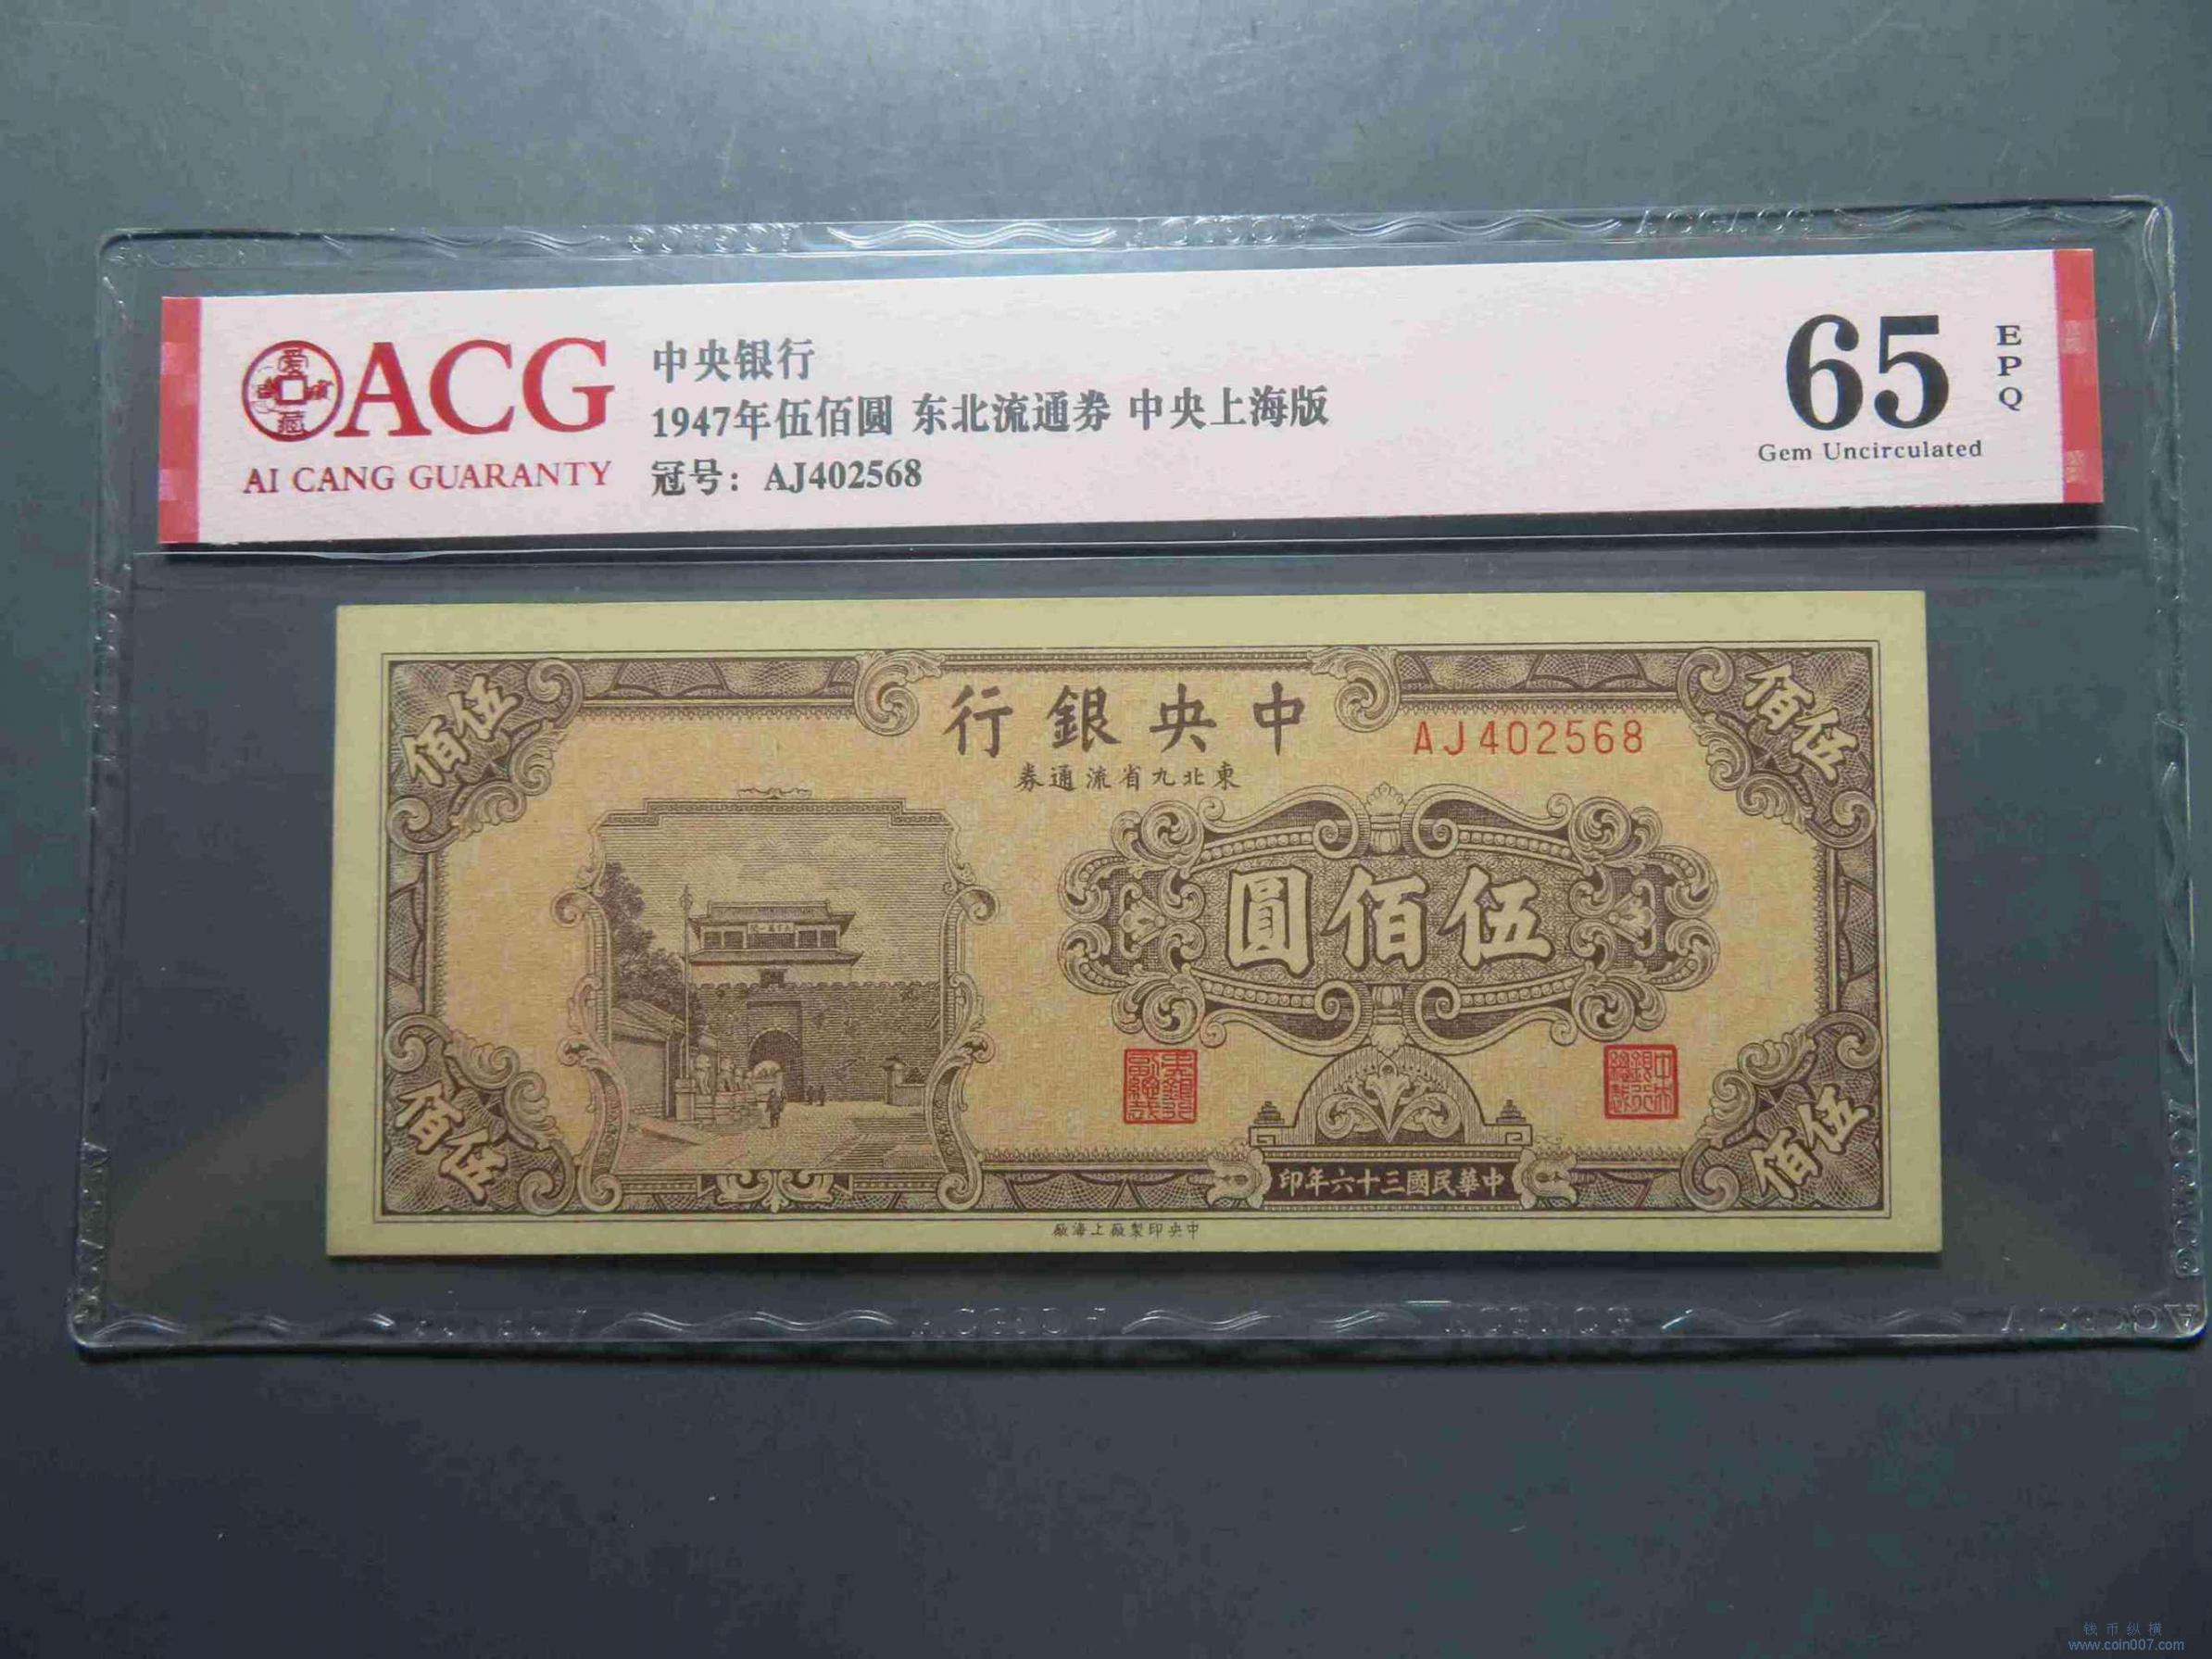 ACG
AI CANG GUARANTY
中央银行
1947年伍佰圆 东北流通券 中央上海版
冠号: AJ402568
65
EPQ
Gem Uncirculated
伍佰
中央銀行
AJ402568
伍佰
東北九省流通券
伍佰圓
伍佰
中華民國三十六年印
伍佰
中央印製廠上海廠
钱币纵横
www.coin007.com